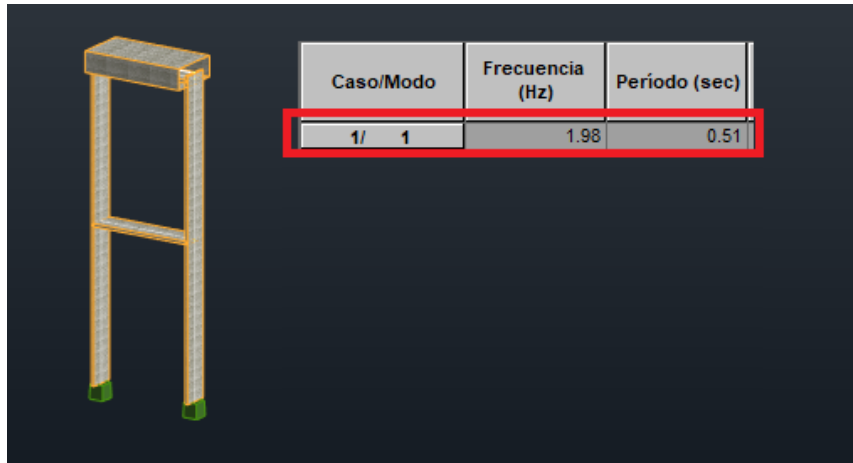 Caso/Modo
Frecuencia
(Hz)
Período (sec)
1/ 1
1.98
0.51